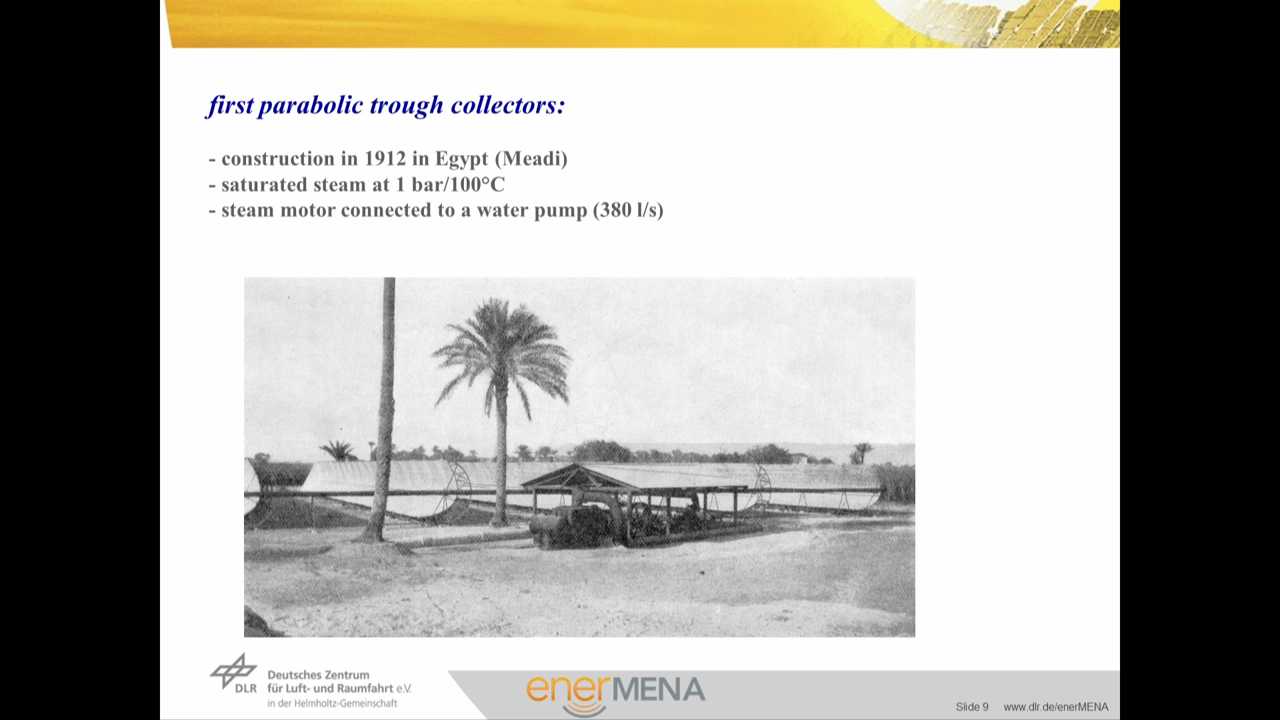 first parabolic trough collectors:
- construction in 1912 in Egypt (Meadi)
- saturated steam at 1 bar/100°C
- steam motor connected to a water pump (380 l/s)
DLR
Deutsches Zentrum
für Luft- und Raumfahrt e.V.
in der Helmholtz-Gemeinschaft
enerMENA
Slide 9 www.dlr.de/enerMENA